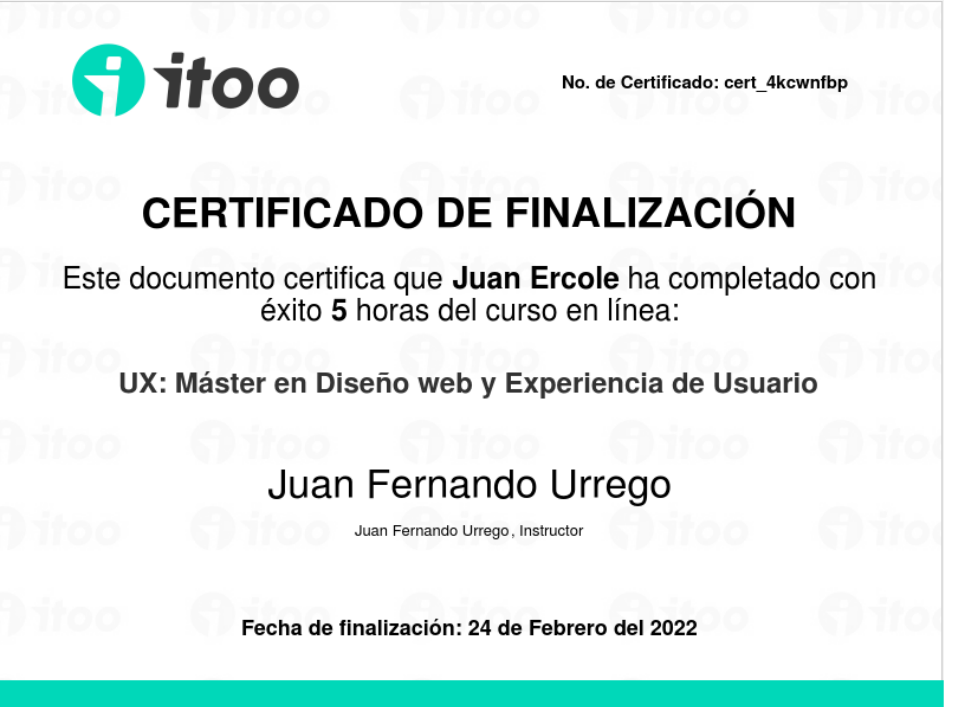 itoo
No. de Certificado: cert_4kcwnfbp
CERTIFICADO DE FINALIZACIÓN
Este documento certifica que Juan Ercole ha completado con
éxito 5 horas del curso en línea:
UX: Máster en Diseño web y Experiencia de Usuario
Juan Fernando Urrego
Juan Fernando Urrego, Instructor
Fecha de finalización: 24 de Febrero del 2022